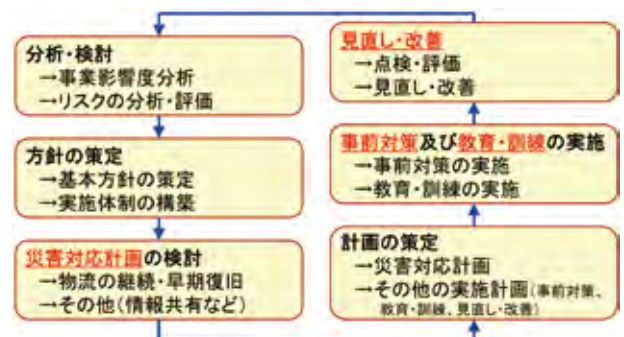 分析・検討
→事業影響度分析
→リスクの分析・評価
方針の策定
→基本方針の策定
→実施体制の構築
災害対応計画の検討
→物流の継続・早期復旧
→その他(情報共有など)
見直し・改善
→点検・評価
→見直し・改善
事前対策及び教育・訓練の実施
→事前対策の実施
→教育・訓練の実施
計画の策定
→災害対応計画
→その他の実施計画(事前対策、
教育・訓練、見直し・改善)